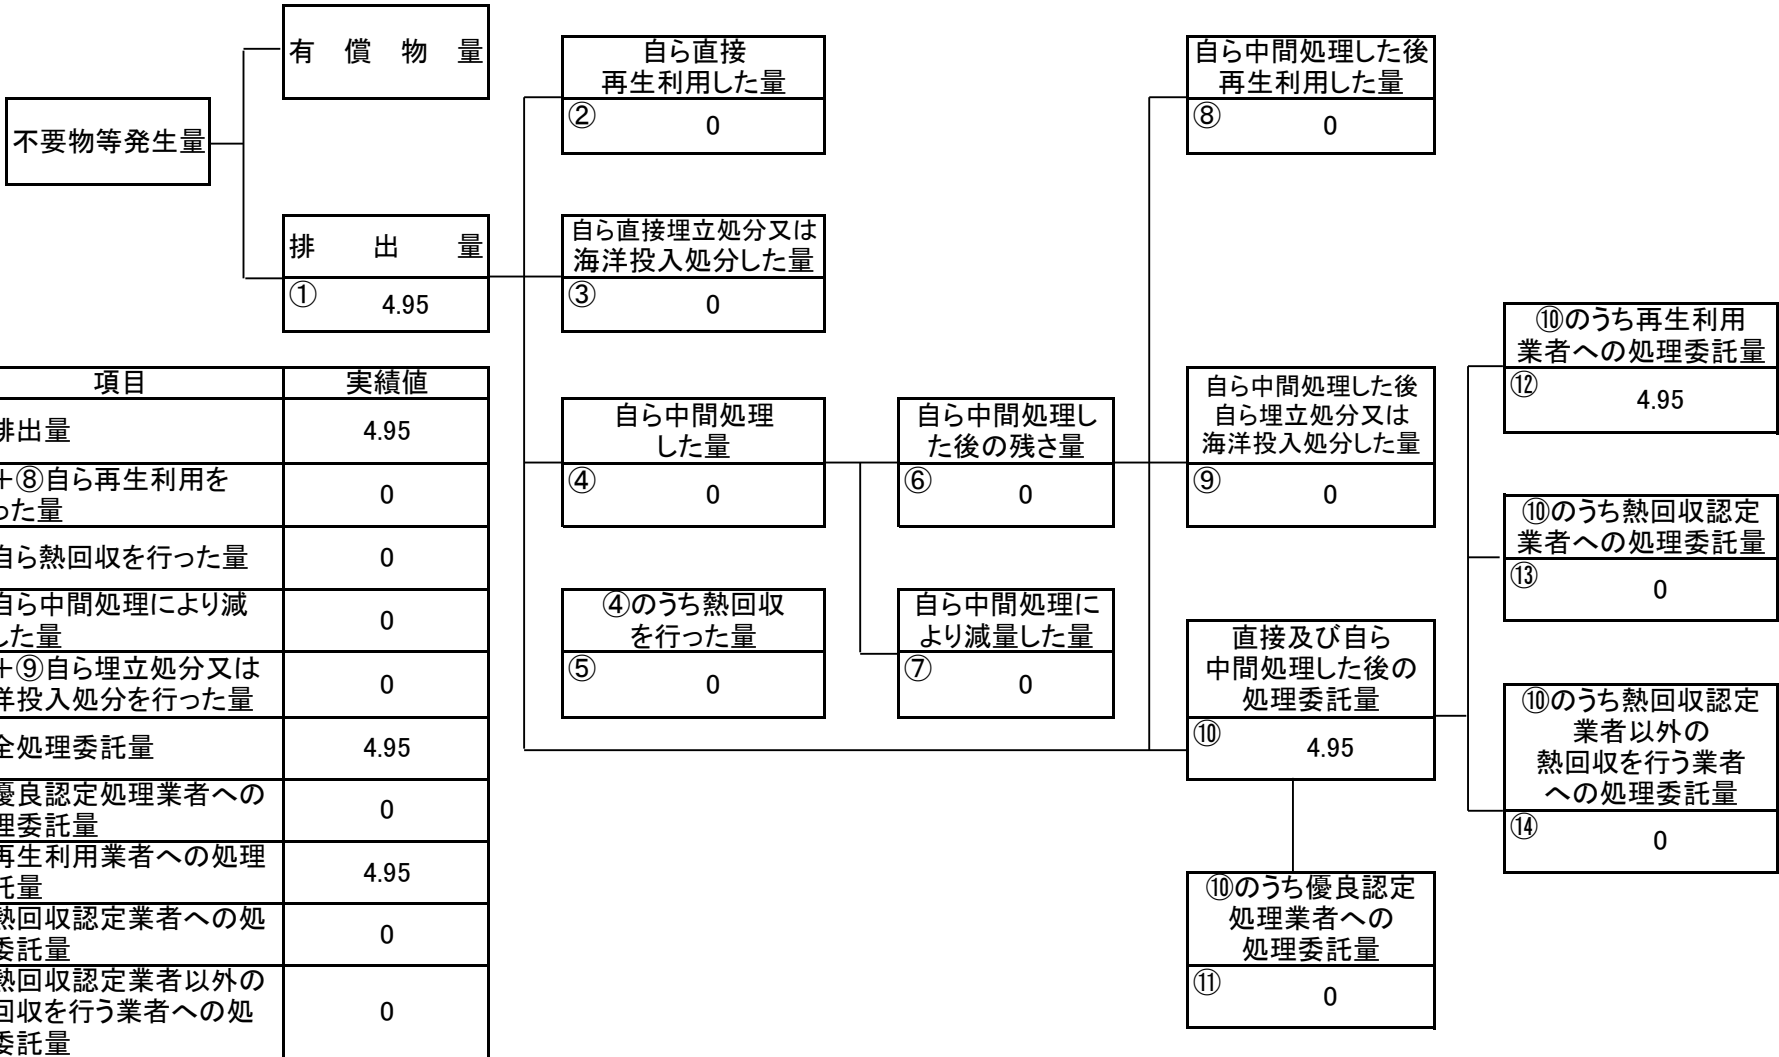 有償物量
不要物等発生量
排出量
① 4.95
自ら直接
再生利用した量
② 0
自ら直接埋立処分又は
海洋投入処分した量
③ 0
自ら中間処理
した量
④ 0
④のうち熱回収
を行った量
⑤ 0
自ら中間処理し
た後の残さ量
⑥ 0
自ら中間処理に
より減量した量
⑦ 0
自ら中間処理した後
再生利用した量
⑧ 0
自ら中間処理した後
自ら埋立処分又は
海洋投入処分した量
⑨ 0
直接及び自ら
中間処理した後の
処理委託量
⑩ 4.95
⑩のうち優良認定
処理業者への
処理委託量
⑪ 0
⑩のうち再生利用
業者への処理委託量
⑫ 4.95
⑩のうち熱回収認定
業者への処理委託量
⑬ 0
⑩のうち熱回収認定
業者以外の
熱回収を行う業者
への処理委託量
⑭ 0
項目 実績値
排出量 4.95
+⑧自ら再生利用を
った量 0
自ら熱回収を行った量 0
自ら中間処理により減
した量 0
+⑨自ら埋立処分又は
洋投入処分を行った量 0
全処理委託量 4.95
優良認定処理業者への
理委託量 0
再生利用業者への処理
託量 4.95
熱回収認定業者への処
委託量 0
熱回収認定業者以外の
回収を行う業者への処
委託量 0